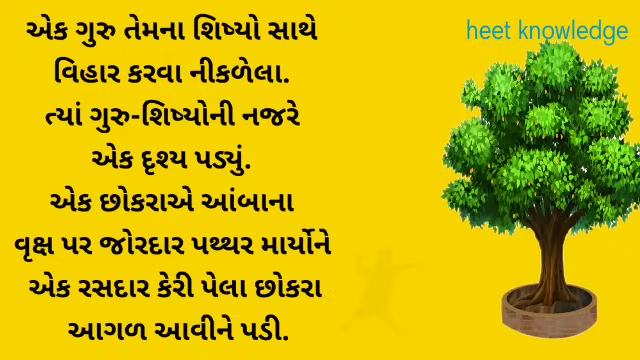 એક ગુરુ તેમના શિષ્યો સાથે
વિહાર કરવા નીકળેલા.
ત્યાં ગુરુ-શિષ્યોની નજરે
એક દૃશ્ય પડ્યું.
એક છોકરાએ આંબાના
વૃક્ષ પર જોરદાર પથ્થર માર્યોને
એક રસદાર કેરી પેલા છોકરા
આગળ આવીને પડી.
heet knowledge